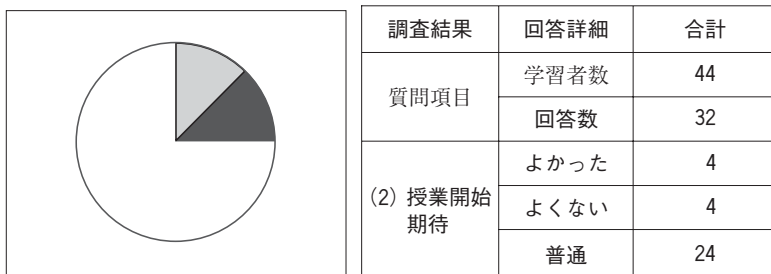 調査結果 回答詳細 合計
質問項目 学習者数 44
回答数 32
(2) 授業開始期待 よかった 4
よくない 4
普通 24